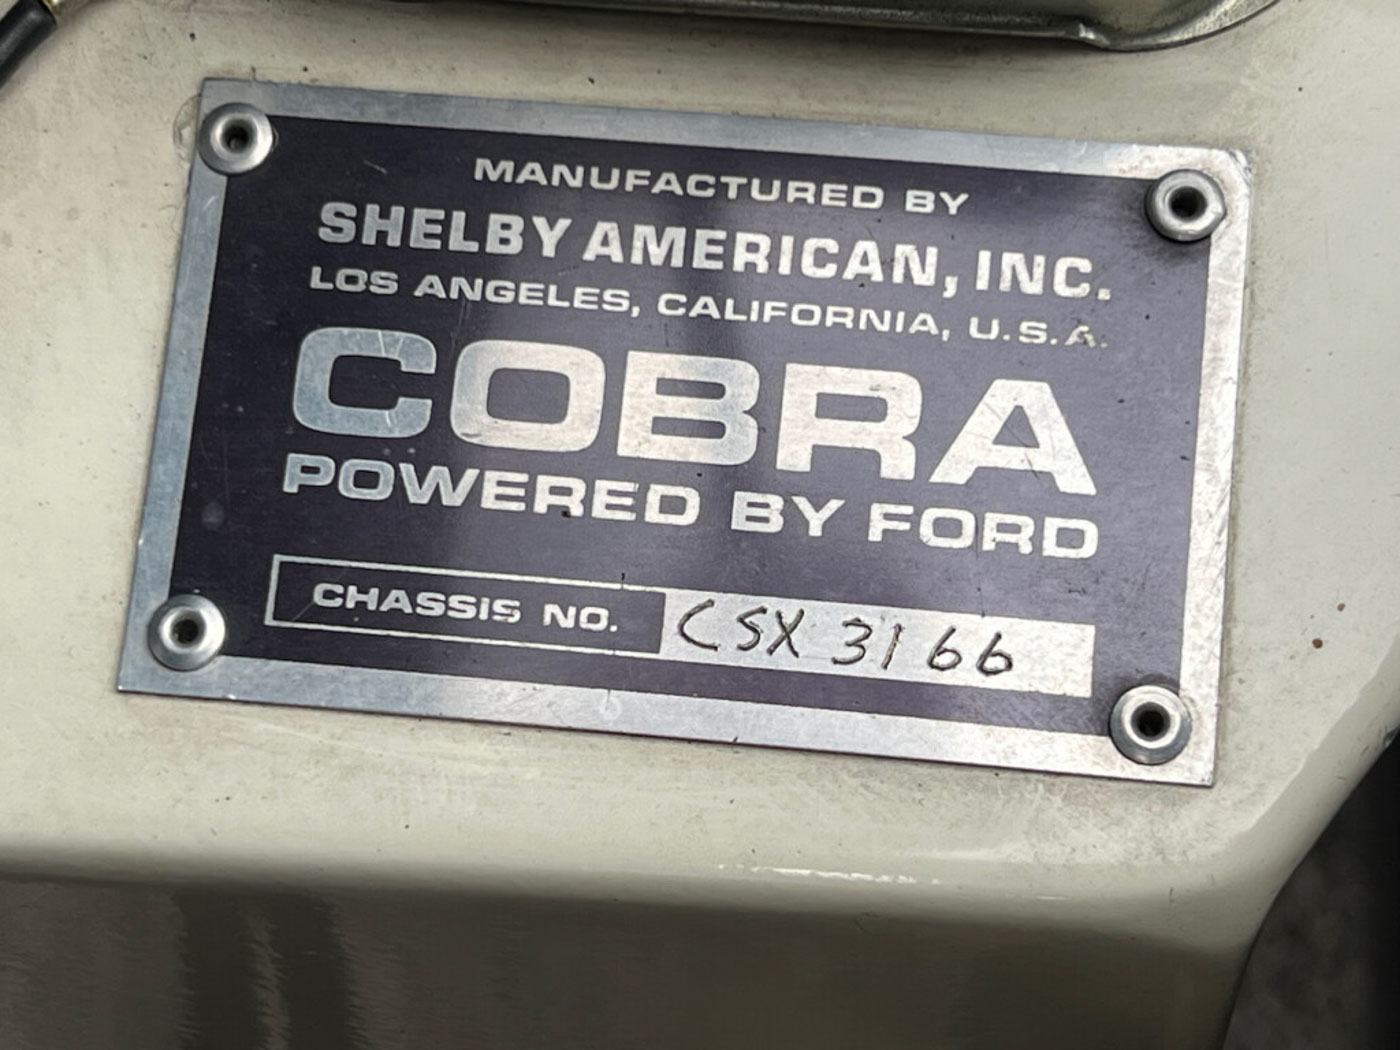 MANUFACTURED BY
SHELBY AMERICAN, INC.
LOS ANGELES, CALIFORNIA, U.S.A.
COBRA
POWERED BY FORD
CHASSIS NO. CSX 3166